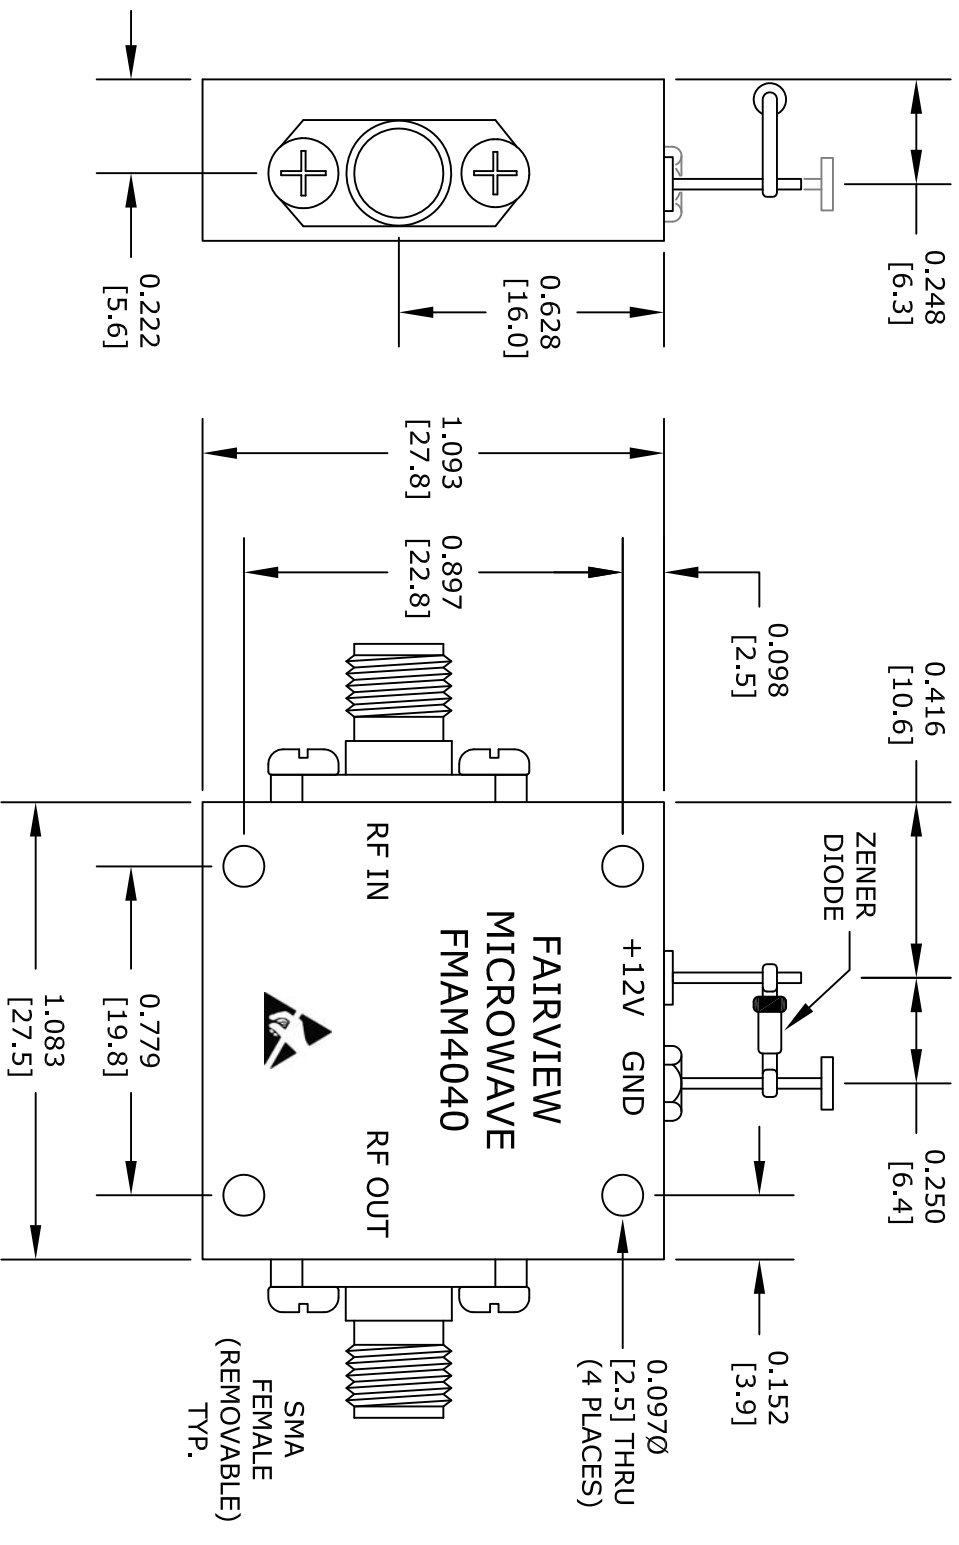 0.248
[6.3]
0.628
[16.0]
0.222
[5.6]
0.416
[10.6]
0.250
[6.4]
0.098
[2.5]
0.152
[3.9]
ZENER
DIODE
1.093
[27.8]
0.897
[22.8]
+12V GND
FAIRVIEW
MICROWAVE
FMAM4040
RF IN
RF OUT
0.097Ø
[2.5] THRU
(4 PLACES)
SMA
FEMALE
(REMOVABLE)
TYP.
0.779
[19.8]
1.083
[27.5]